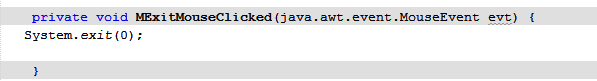 private void MExitMouseClicked(java.awt.event.MouseEvent evt) {
System.exit(0);
}